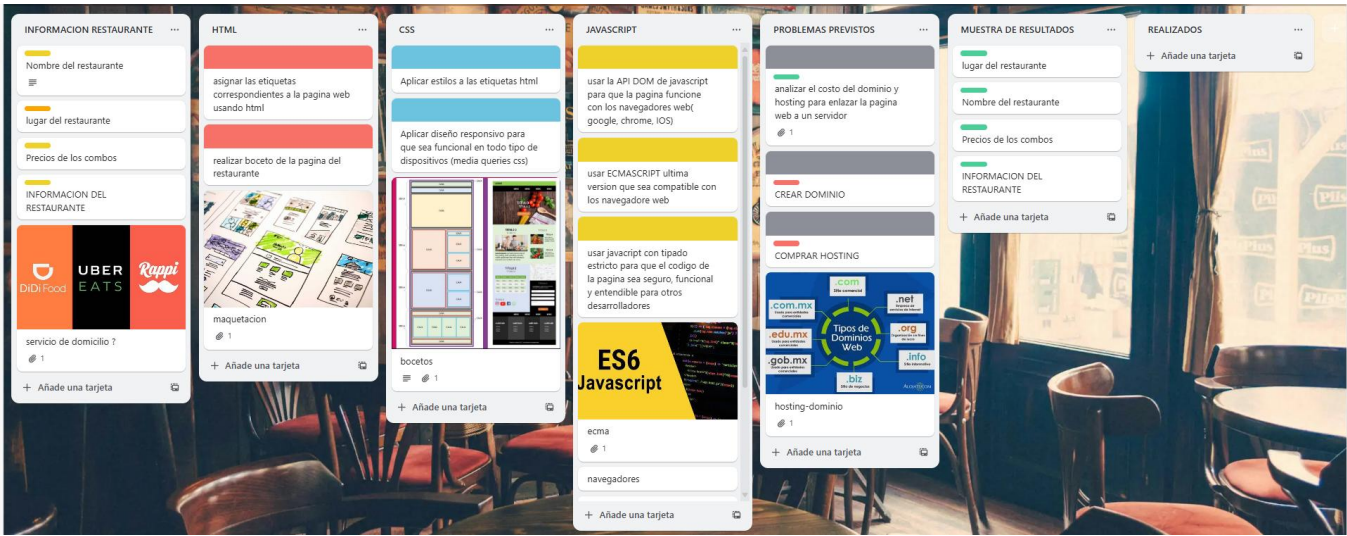 INFORMACION RESTAURANTE
Nombre del restaurante
lugar del restaurante
Precios de los combos
INFORMACION DEL
RESTAURANTE
DiDi Food
UBER
EATS
Rappi
servicio de domicilio ?
1
+ Añade una tarjeta
HTML
asignar las etiquetas
correspondientes a la pagina web
usando html
realizar boceto de la pagina del
restaurante
maquetacion
1
+ Añade una tarjeta
CSS
Aplicar estilos a las etiquetas html
Aplicar diseño responsivo para
que sea funcional en todo tipo de
dispositivos (media queries css)
bocetos
1
+ Añade una tarjeta
JAVASCRIPT
usar la API DOM de javascript
para que la pagina funcione
con los navegadores web(
google, chrome, IOS)
usar ECMASCRIPT ultima
version que sea compatible con
los navegadore web
usar javacript con tipado
estricto para que el codigo de
la pagina sea seguro, funcional
y entendible para otros
desarrolladores
ES6
Javascript
ecma
1
navegadores
+ Añade una tarjeta
PROBLEMAS PREVISTOS
analizar el costo del dominio y
hosting para enlazar la pagina
web a un servidor
1
CREAR DOMINIO
COMPRAR HOSTING
.com
Sitio comercial
.com.mx
.net
.edu.mx
Tipos de
Dominios
Web
.org
.gob.mx
.info
.biz
hosting-dominio
1
+ Añade una tarjeta
MUESTRA DE RESULTADOS
lugar del restaurante
Nombre del restaurante
Precios de los combos
INFORMACION DEL
RESTAURANTE
+ Añade una tarjeta
REALIZADOS
+ Añade una tarjeta